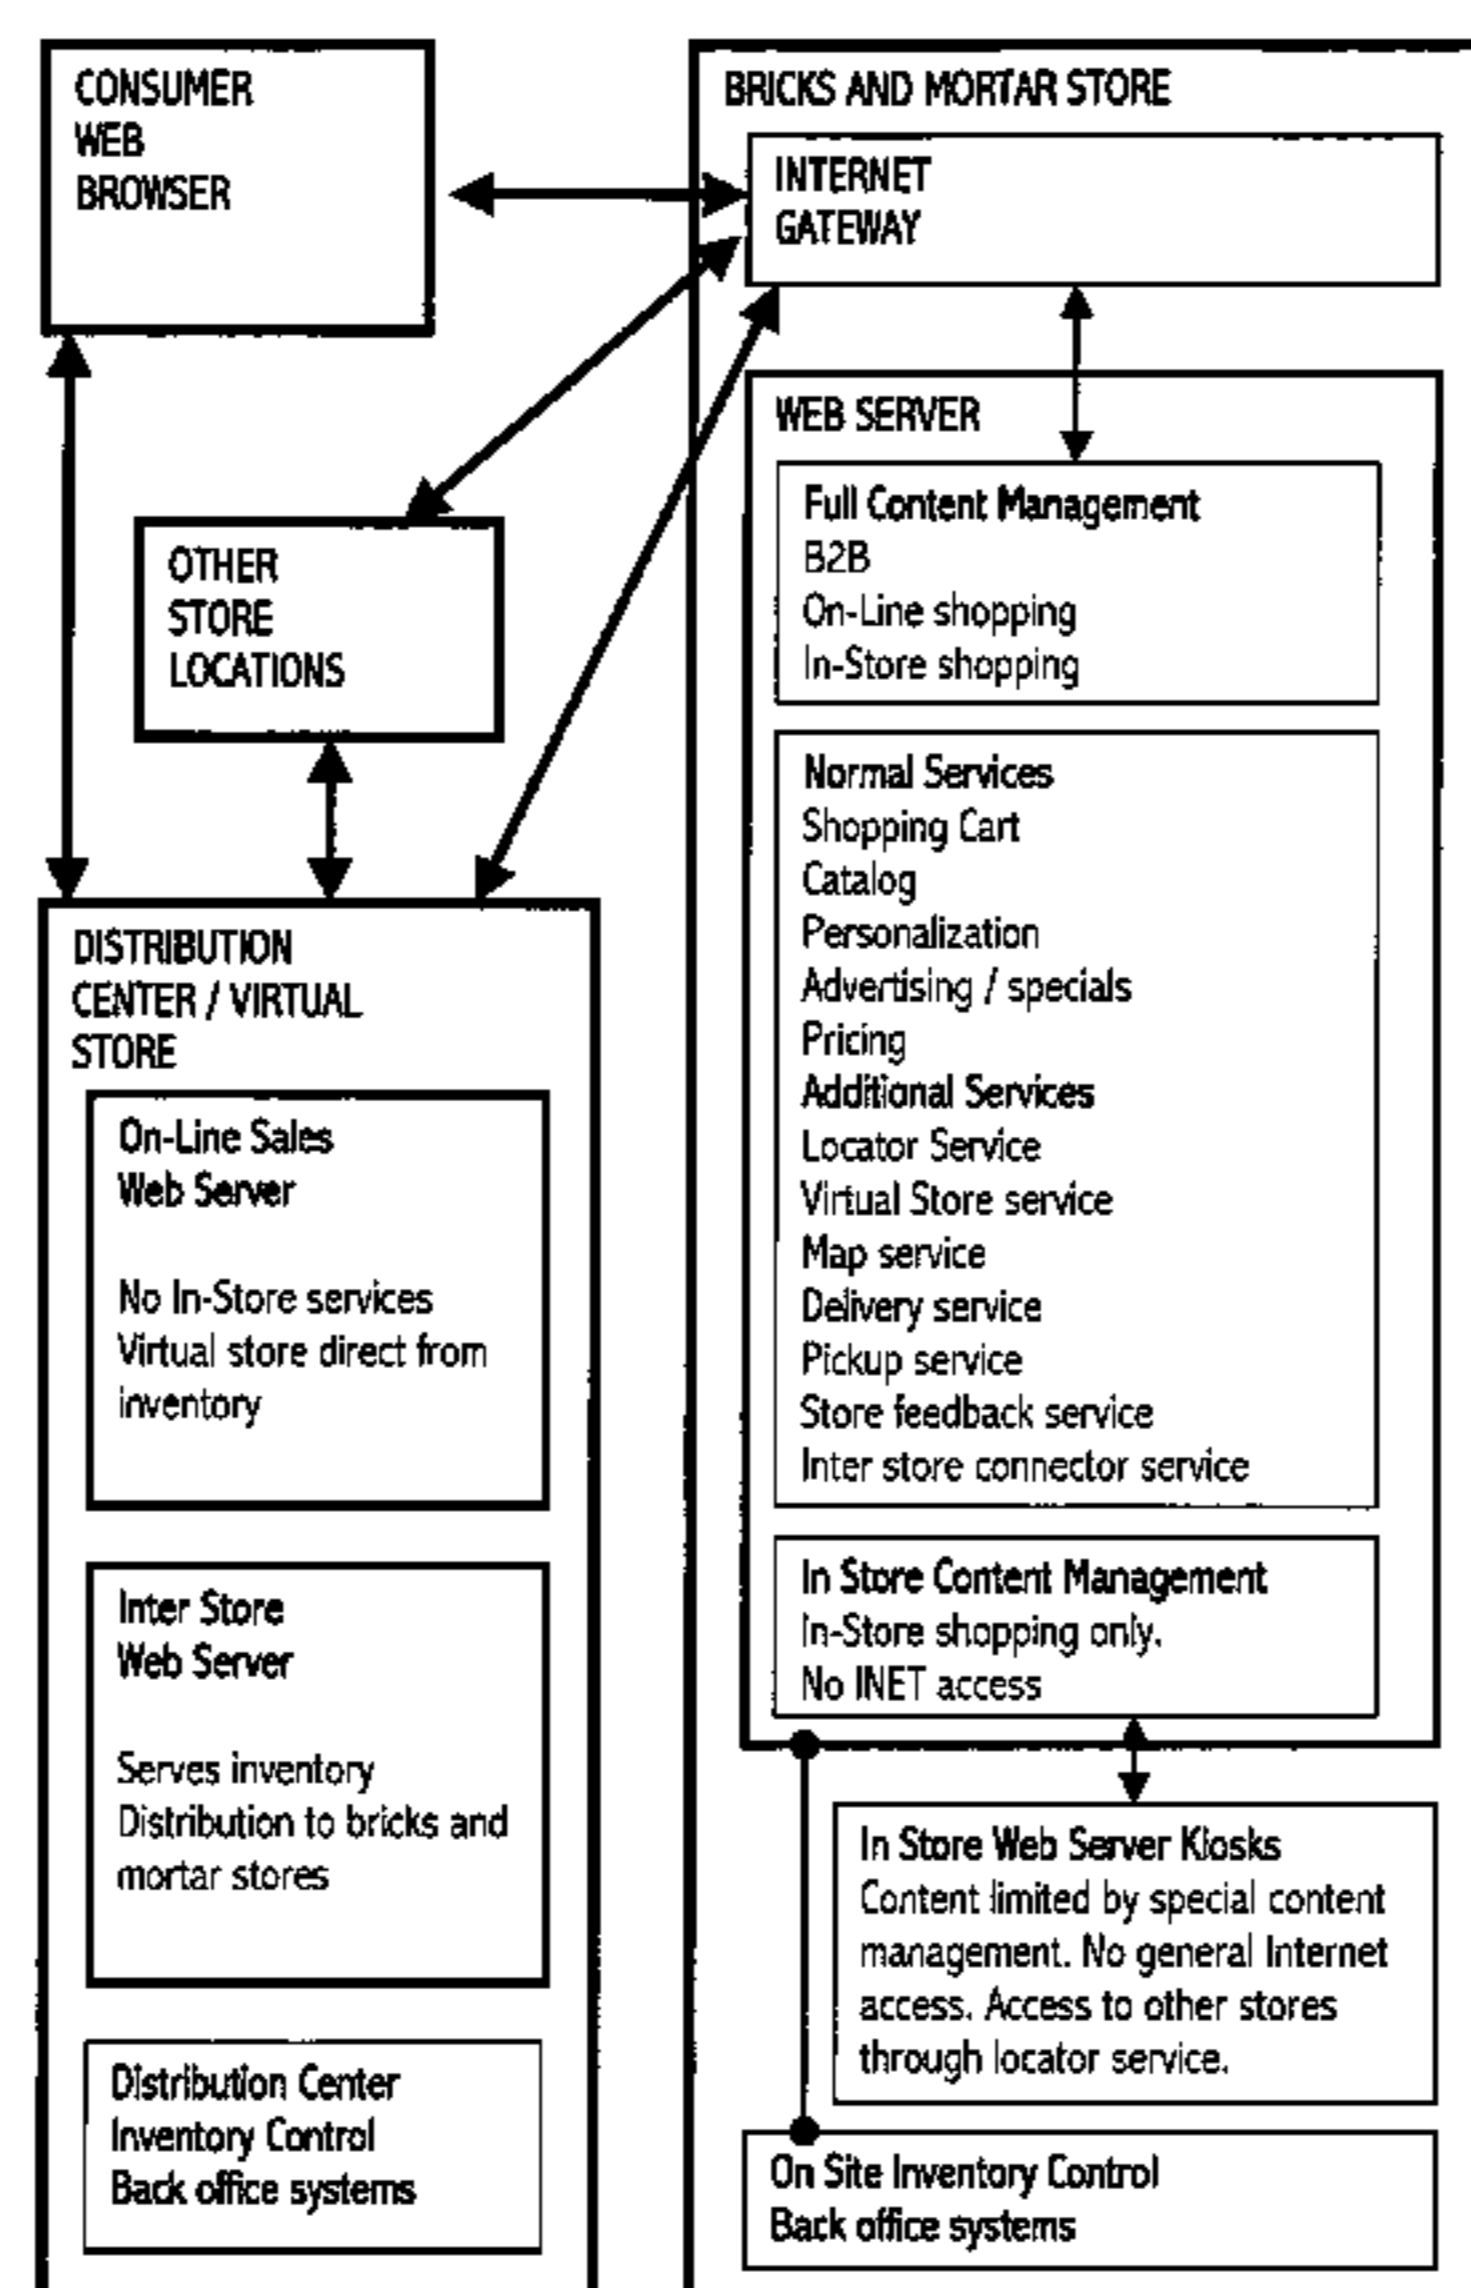 CONSUMER
WEB
BROWSER
BRICKS AND MORTAR STORE
INTERNET
GATEWAY
WEB SERVER
Full Content Management
B2B
On-Line shopping
In-Store shopping
OTHER
STORE
LOCATIONS
Normal Services
Shopping Cart
Catalog
Personalization
Advertising / specials
Pricing
Additional Services
Locator Service
Virtual Store service
Map service
Delivery service
Pickup service
Store feedback service
Inter store connector service
In Store Content Management
In-Store shopping only.
No INET access
In Store Web Server Kiosks
Content limited by special content
management. No general Internet
access. Access to other stores
through locator service.
On Site Inventory Control
Back office systems
DISTRIBUTION
CENTER / VIRTUAL
STORE
On-Line Sales
Web Server
No In-Store services
Virtual store direct from
inventory
Inter Store
Web Server
Serves inventory
Distribution to bricks and
mortar stores
Distribution Center
Inventory Control
Back office systems